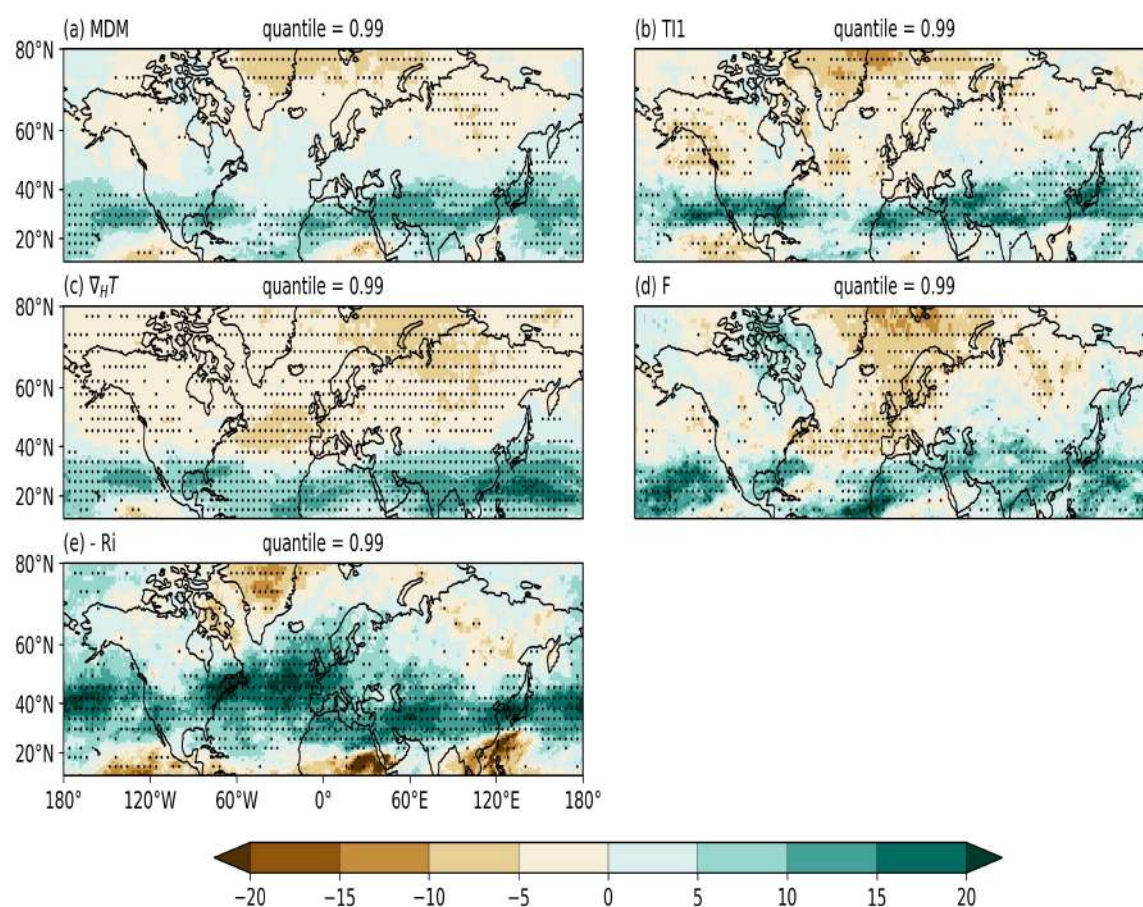 (a) MDM quantile = 0.99
(b) TI1 quantile = 0.99
80°N
60°N
40°N
20°N
(c) ∇HT quantile = 0.99
(d) F quantile = 0.99
80°N
60°N
40°N
20°N
(e) - Ri quantile = 0.99
80°N
60°N
40°N
20°N
180° 120°W 60°W 0° 60°E 120°E 180°
−20 −15 −10 −5 0 5 10 15 20